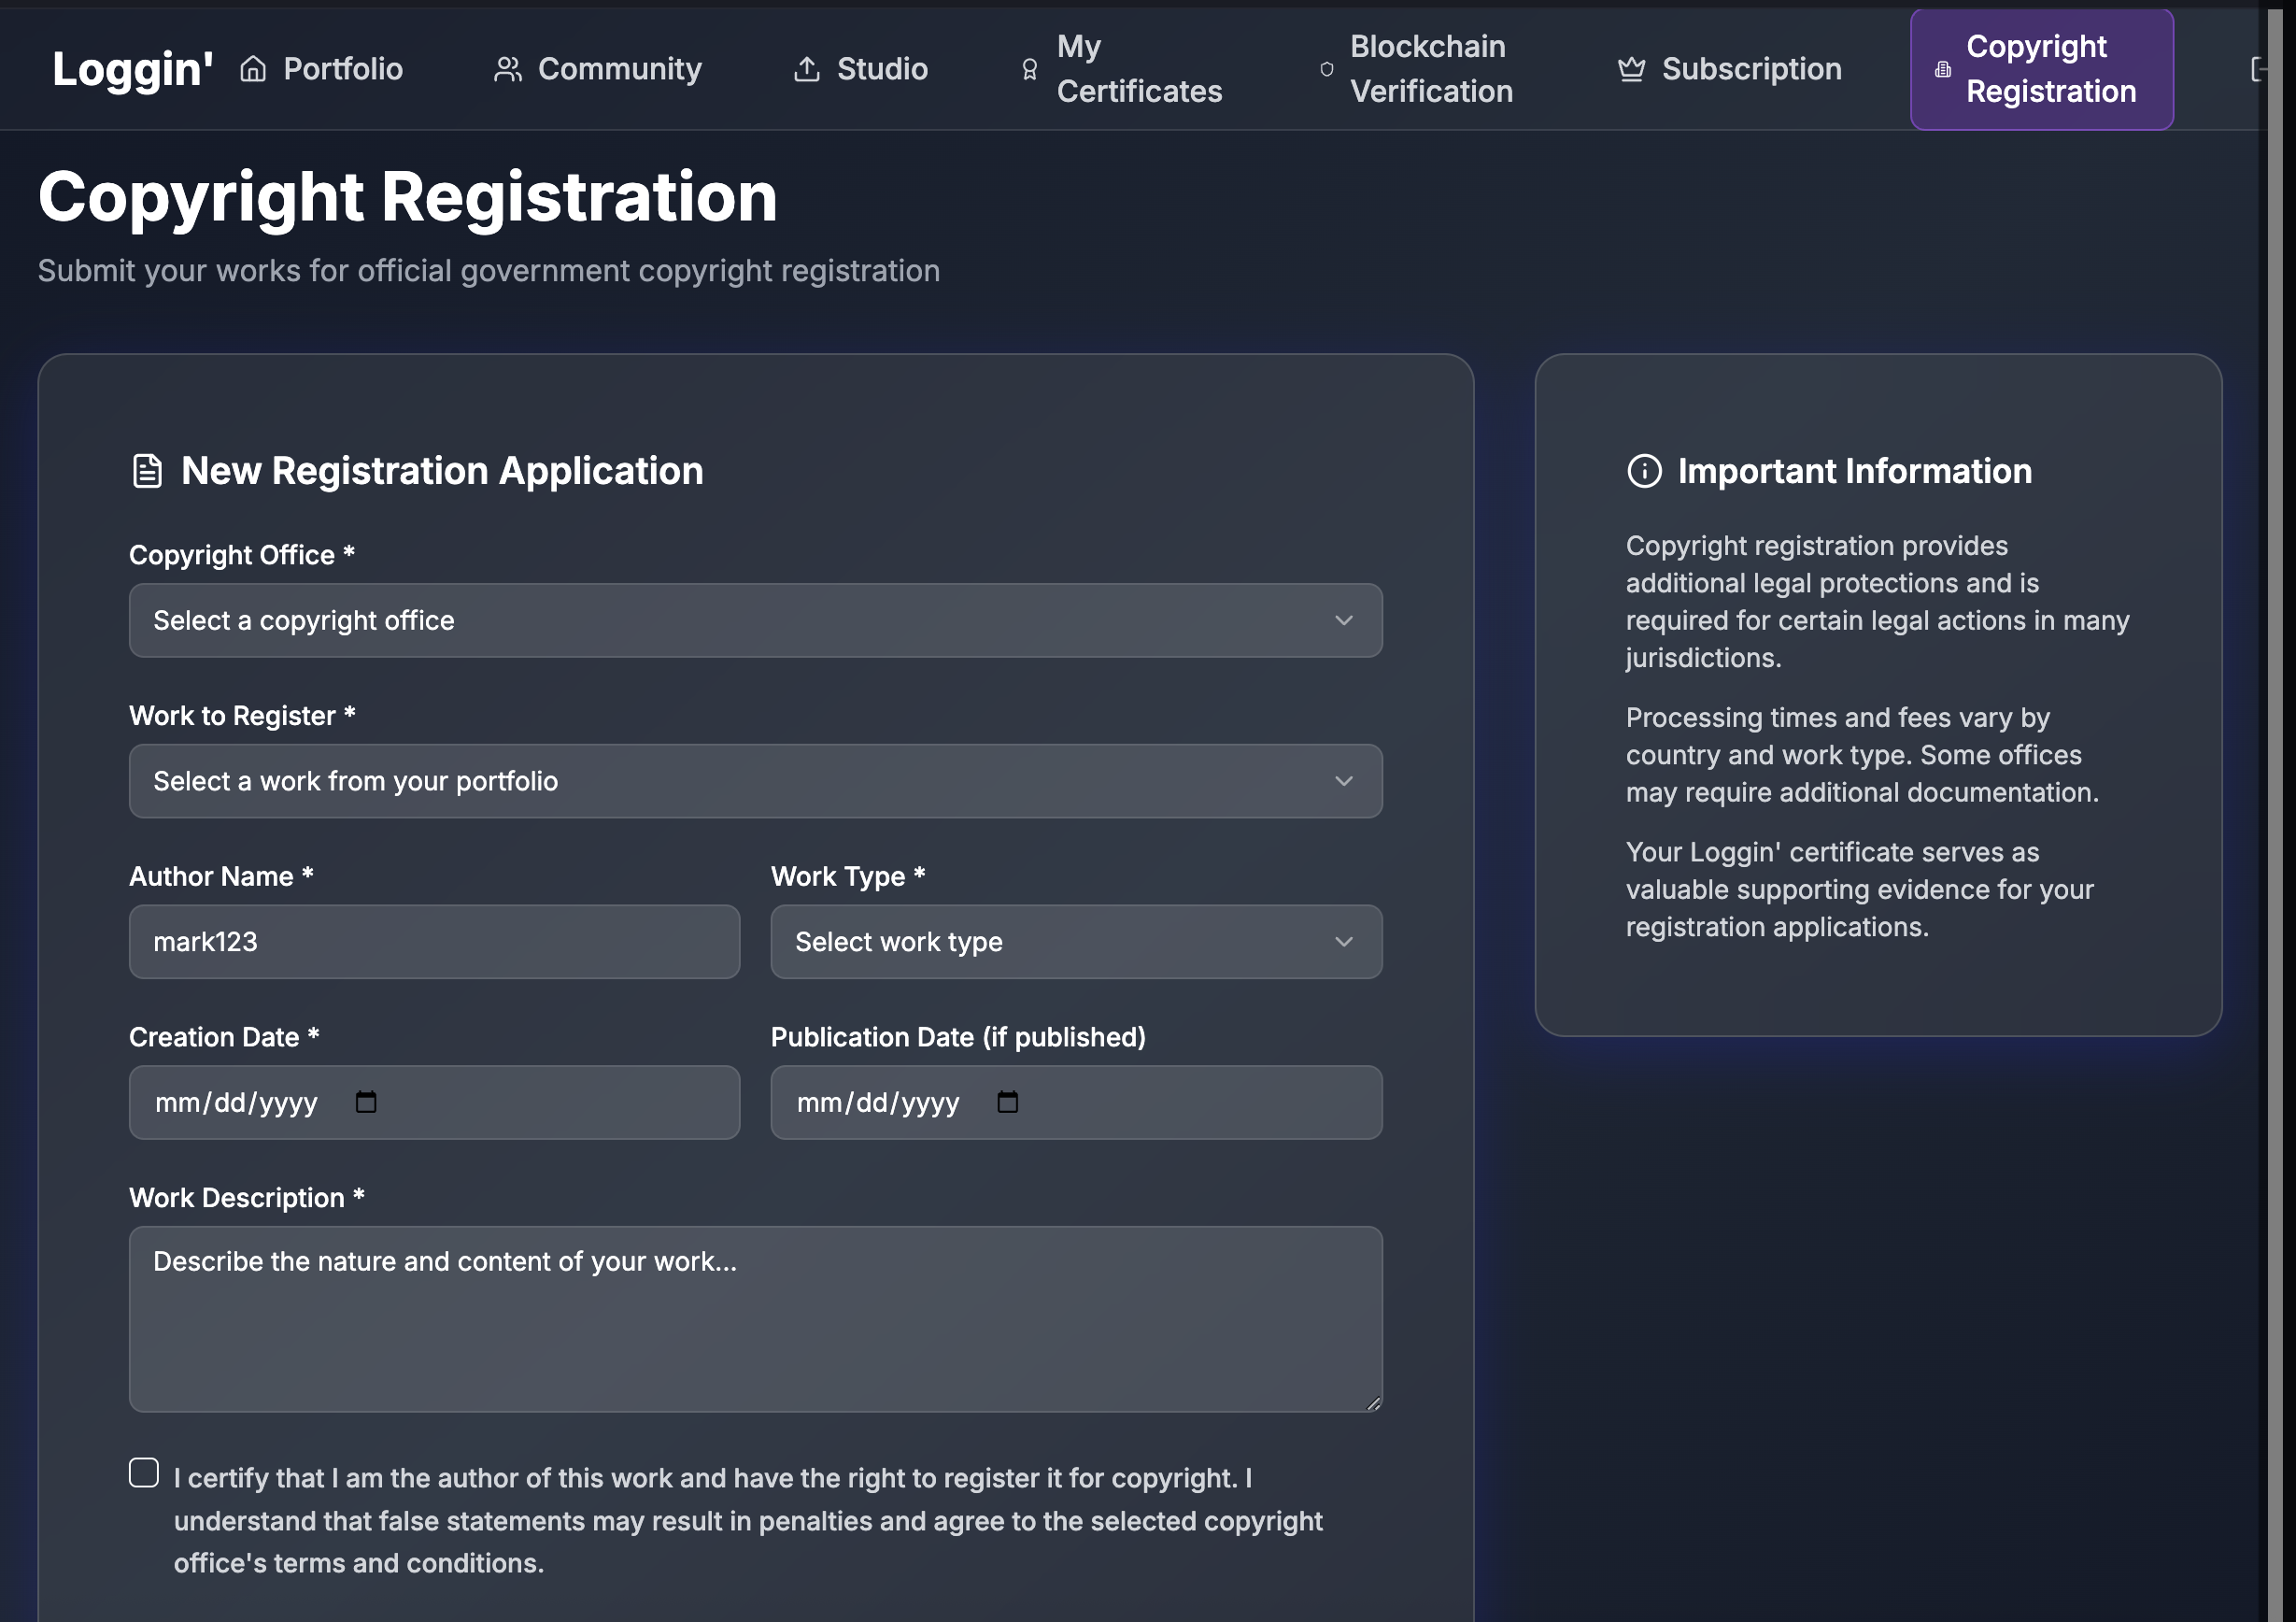 Loggin'
Portfolio
Community
Studio
My
Certificates
Blockchain
Verification
Subscription
Copyright
Registration
Copyright Registration
Submit your works for official government copyright registration
New Registration Application
Copyright Office *
Select a copyright office
Work to Register *
Select a work from your portfolio
Author Name *
Work Type *
mark123
Select work type
Creation Date *
Publication Date (if published)
mm/dd/yyyy
mm/dd/yyyy
Work Description *
Describe the nature and content of your work...
I certify that I am the author of this work and have the right to register it for copyright. I
understand that false statements may result in penalties and agree to the selected copyright
office's terms and conditions.
Important Information
Copyright registration provides
additional legal protections and is
required for certain legal actions in many
jurisdictions.
Processing times and fees vary by
country and work type. Some offices
may require additional documentation.
Your Loggin' certificate serves as
valuable supporting evidence for your
registration applications.